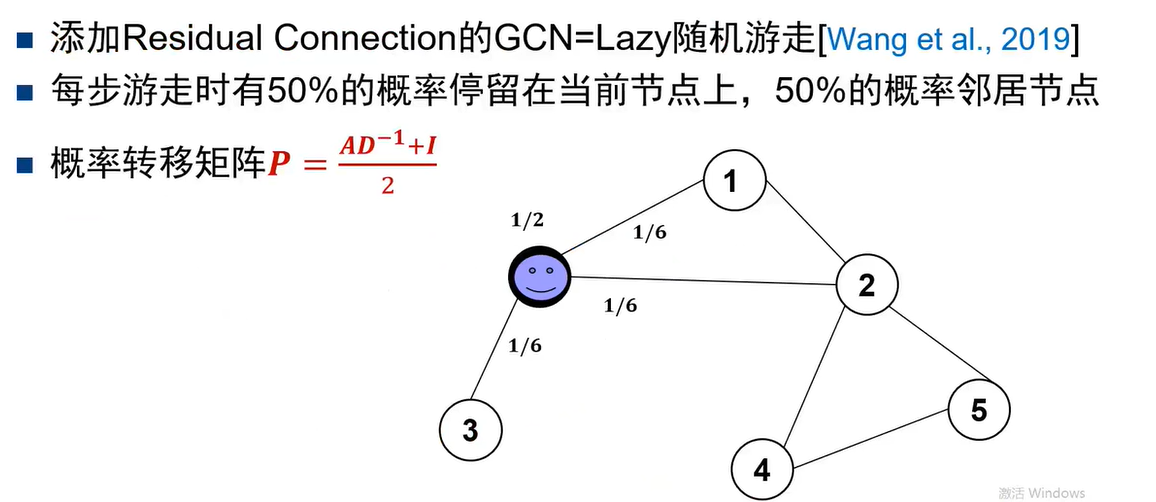 添加Residual Connection的GCN=Lazy随机游走[Wang et al., 2019]
每步游走时有50%的概率停留在当前节点上，50%的概率邻居节点
概率转移矩阵P = (AD⁻¹+I)/2
1
1/2
1/6
2
1/6
1/6
5
3
4
激活 Windows